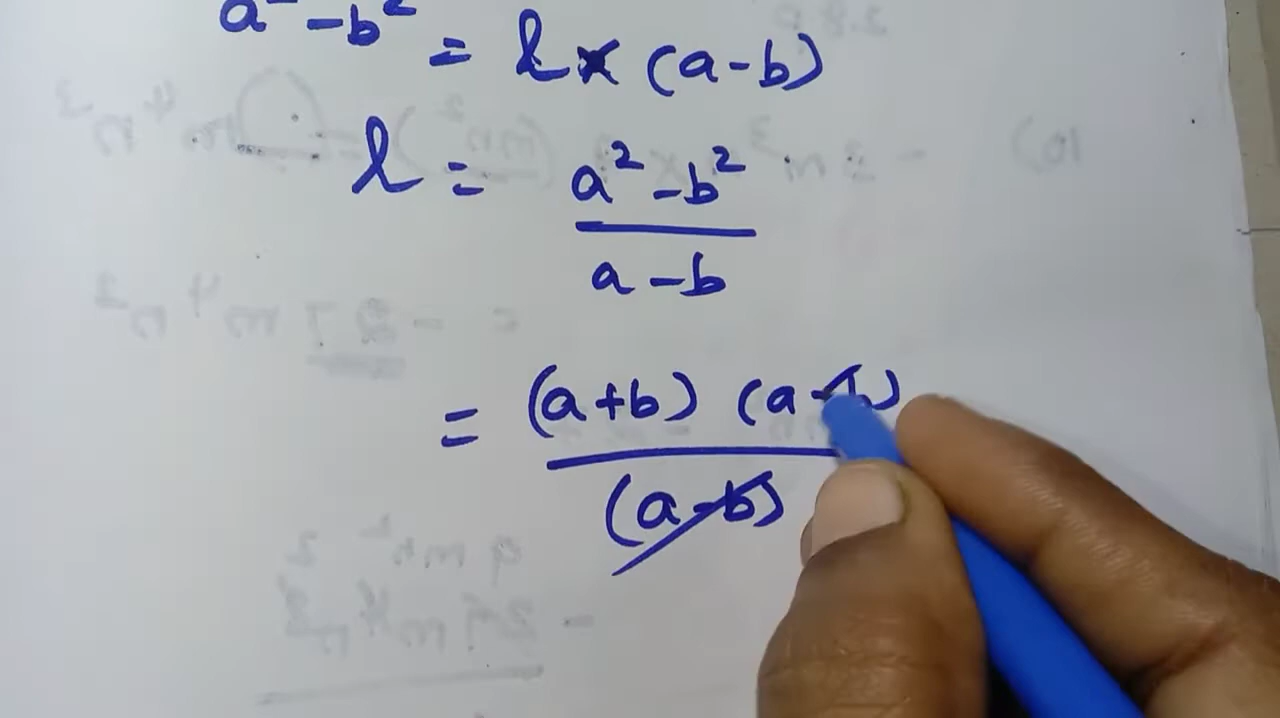 a² - b² = l × (a - b)
l = a² - b² / a - b
= (a + b) (a - b) / (a - b)